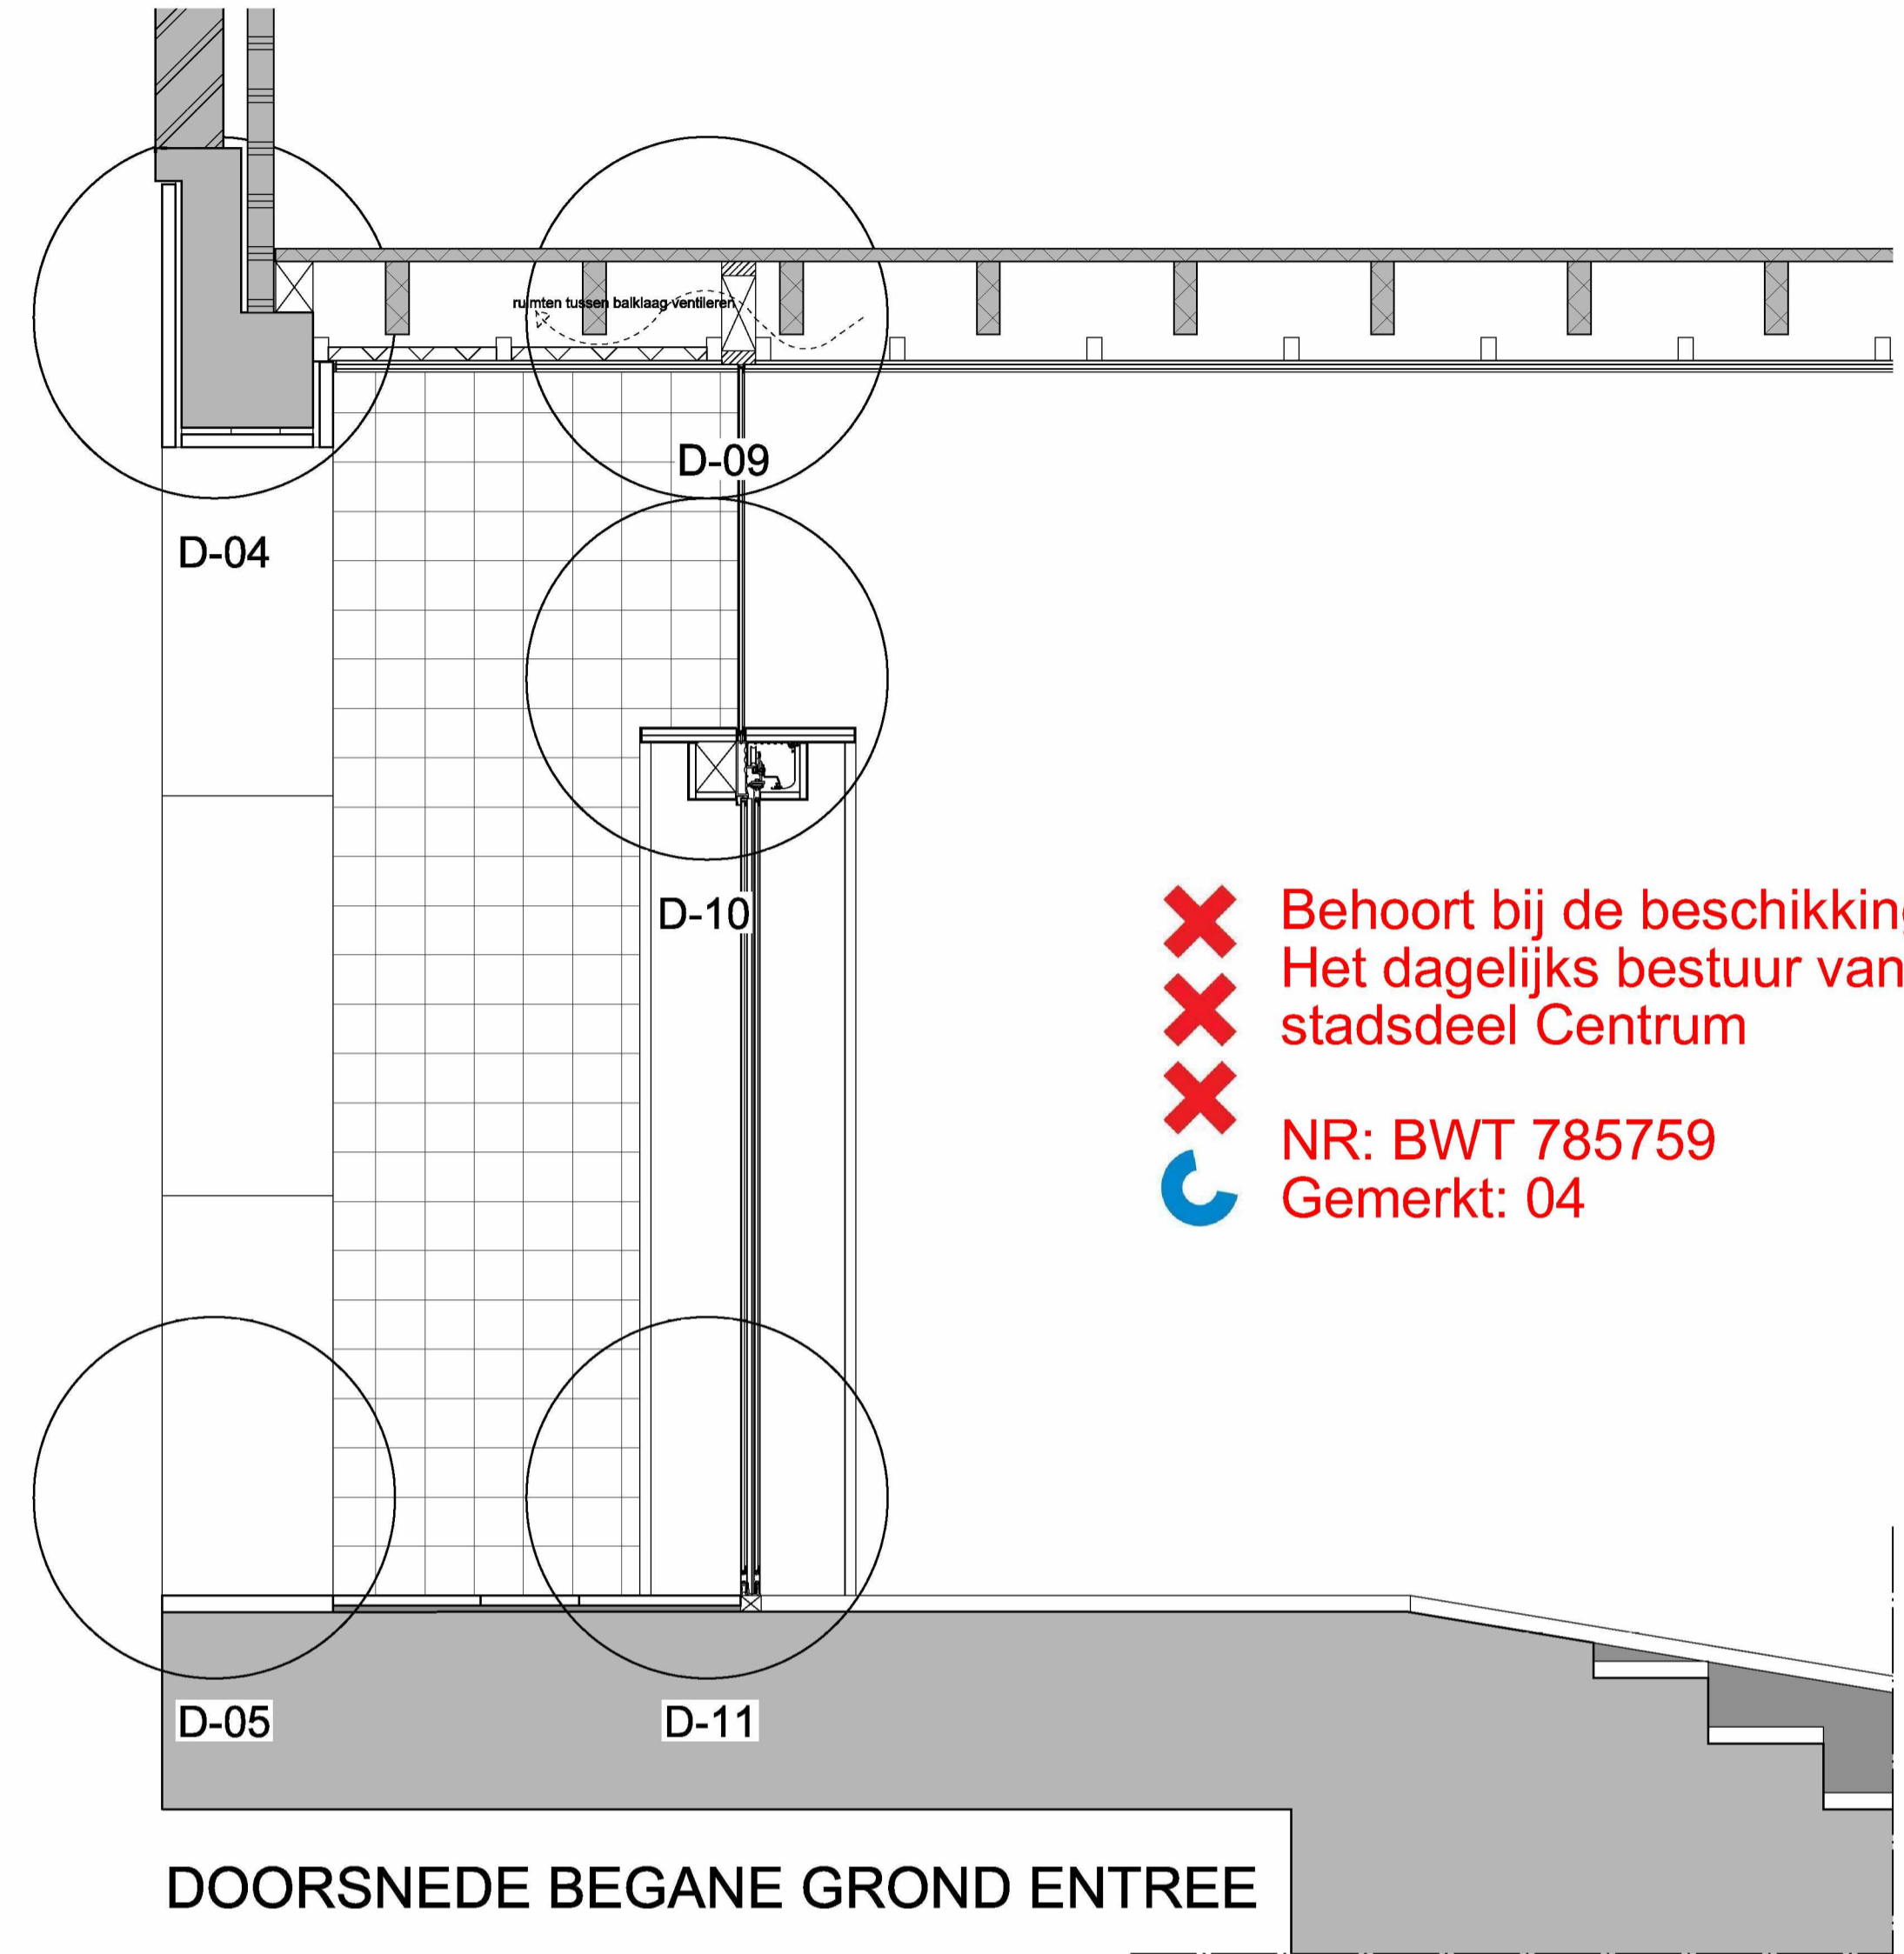 ruimten tussen balklaag ventileren
D-09
D-04
D-10
Behoort bij de beschikking
Het dagelijks bestuur van
stadsdeel Centrum
NR: BWT 785759
Gemerkt: 04
D-05
D-11
DOORSNEDE BEGANE GROND ENTREE